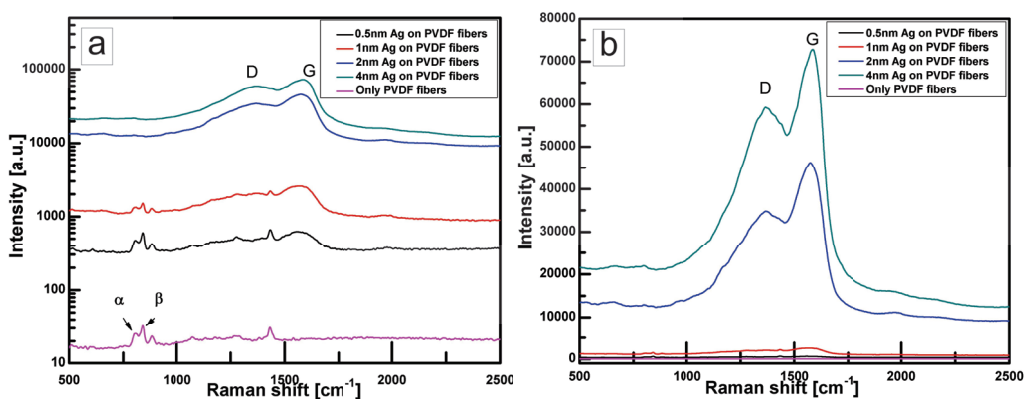 a
0.5nm Ag on PVDF fibers
1nm Ag on PVDF fibers
2nm Ag on PVDF fibers
4nm Ag on PVDF fibers
Only PVDF fibers
D
G
α
β
100000
10000
1000
100
10
Intensity [a.u.]
500
1000
1500
2000
2500
Raman shift [cm-1]
b
0.5nm Ag on PVDF fibers
1nm Ag on PVDF fibers
2nm Ag on PVDF fibers
4nm Ag on PVDF fibers
Only PVDF fibers
D
G
80000
70000
60000
50000
40000
30000
20000
10000
0
Intensity [a.u.]
500
1000
1500
2000
2500
Raman shift [cm-1]